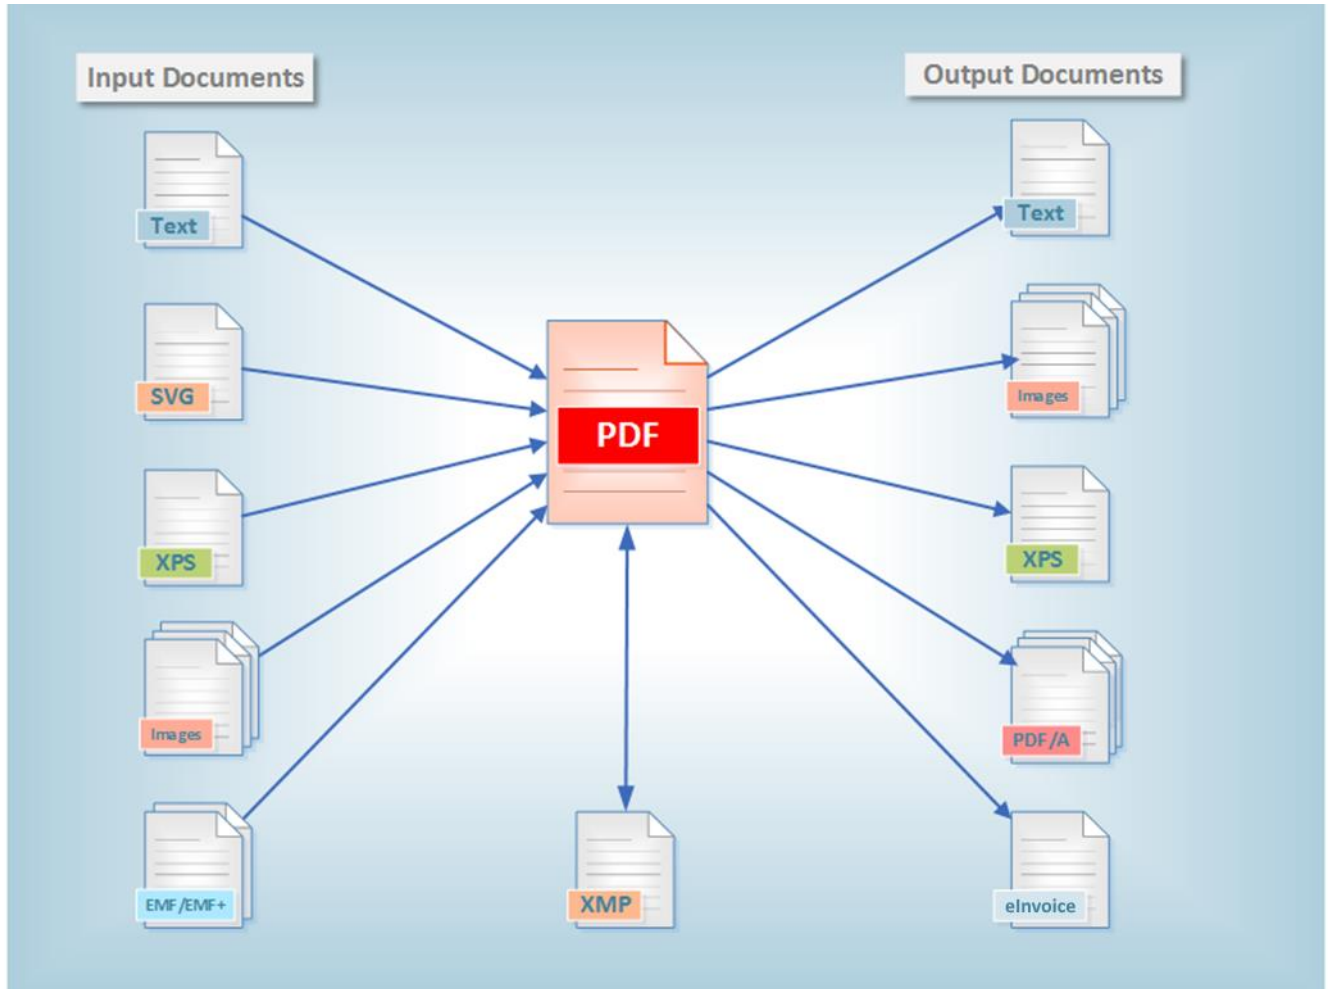 Input Documents
Output Documents
Text
SVG
XPS
Images
EMF/EMF+
PDF
XMP
Text
Images
XPS
PDF/A
eInvoice